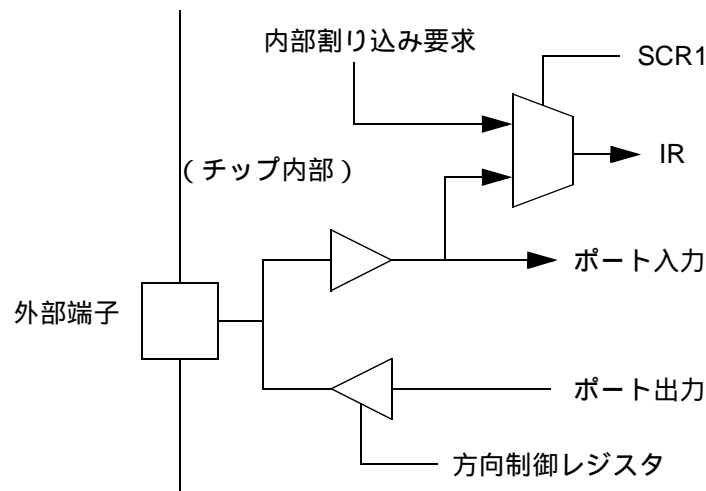 内部割り込み要求
SCR1
IR
(チップ内部)
ポート入力
外部端子
ポート出力
方向制御レジスタ